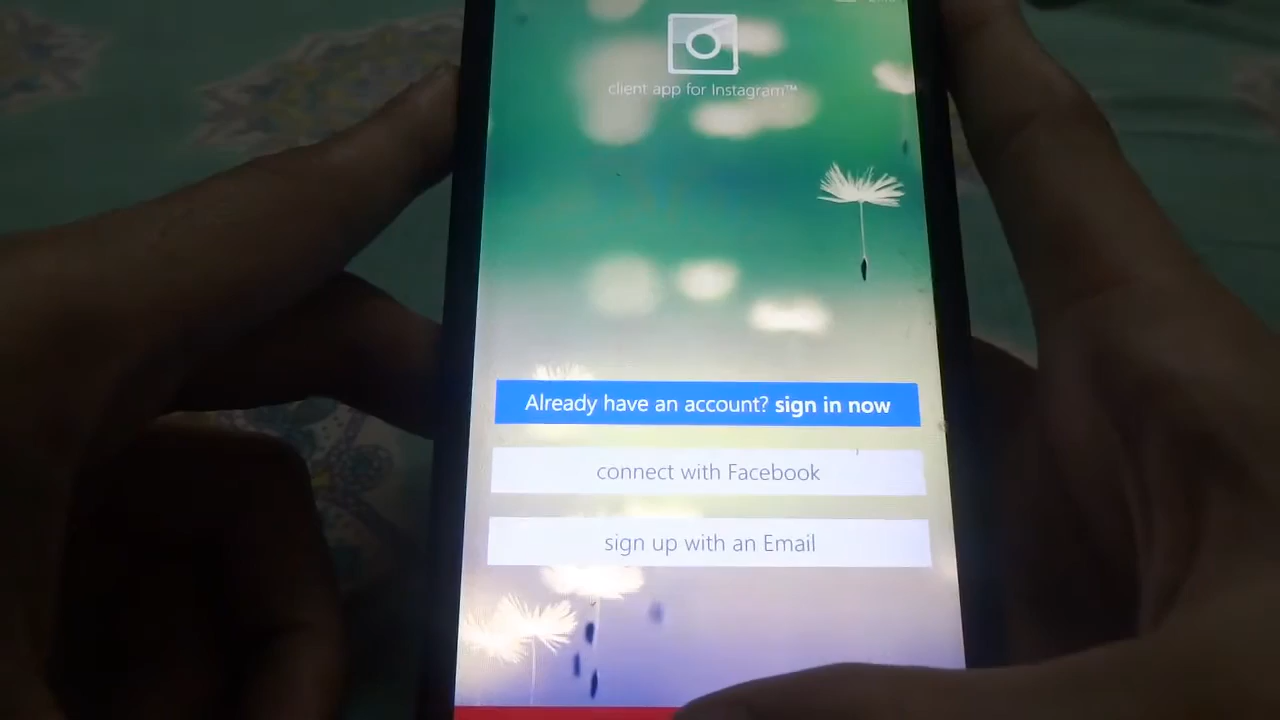 client app for Instagram™
Already have an account? sign in now
connect with Facebook
sign up with an Email